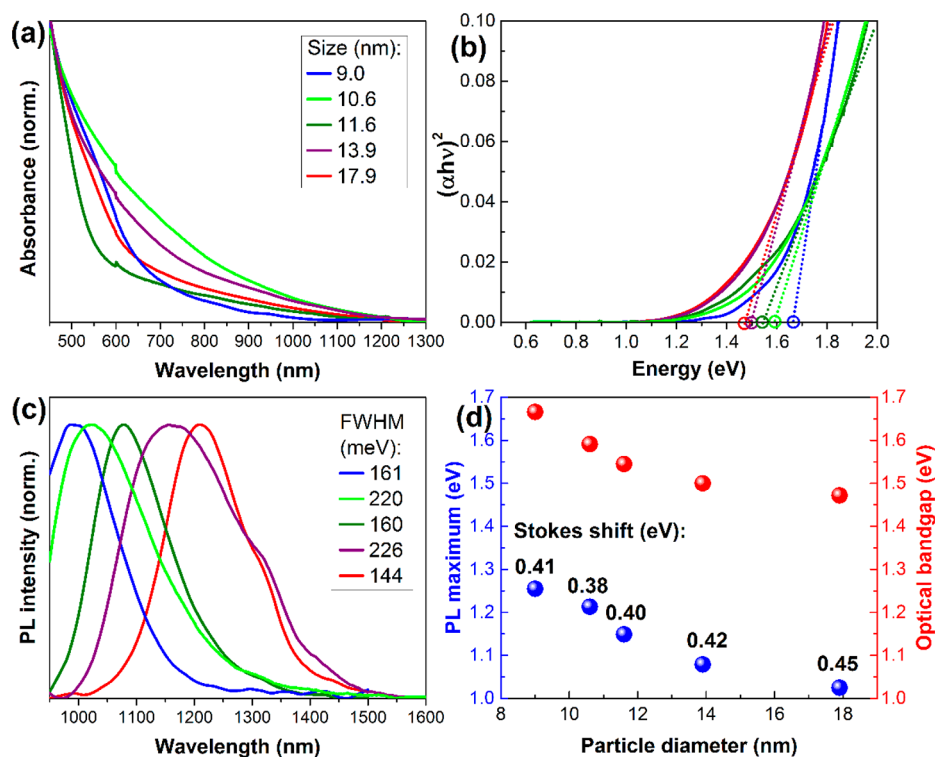 (a)
Size (nm):
9.0
10.6
11.6
13.9
17.9
Absorbance (norm.)
500 600 700 800 900 1000 1100 1200 1300
Wavelength (nm)
(b)
0.10
0.08
0.06
0.04
0.02
0.00
(αhν)²
0.6 0.8 1.0 1.2 1.4 1.6 1.8 2.0
Energy (eV)
(c)
FWHM
(meV):
161
220
160
226
144
PL intensity (norm.)
1000 1100 1200 1300 1400 1500 1600
Wavelength (nm)
(d)
1.7
1.6
1.5
1.4
1.3
1.2
1.1
1.0
PL maximum (eV)
Stokes shift (eV):
0.41
0.38
0.40
0.42
0.45
1.7
1.6
1.5
1.4
1.3
1.2
1.1
1.0
Optical bandgap (eV)
8 10 12 14 16 18
Particle diameter (nm)